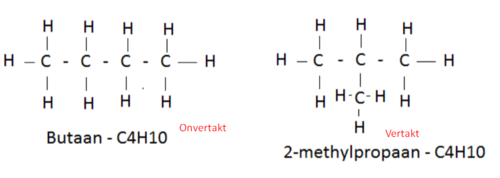 H H H H
H – C - C - C - C — H
H H H H
Butaan - C4H10
Onvertakt
H H H
H – C - C - C — H
H H-C-H H
H
Vertakt
2-methylpropaan - C4H10